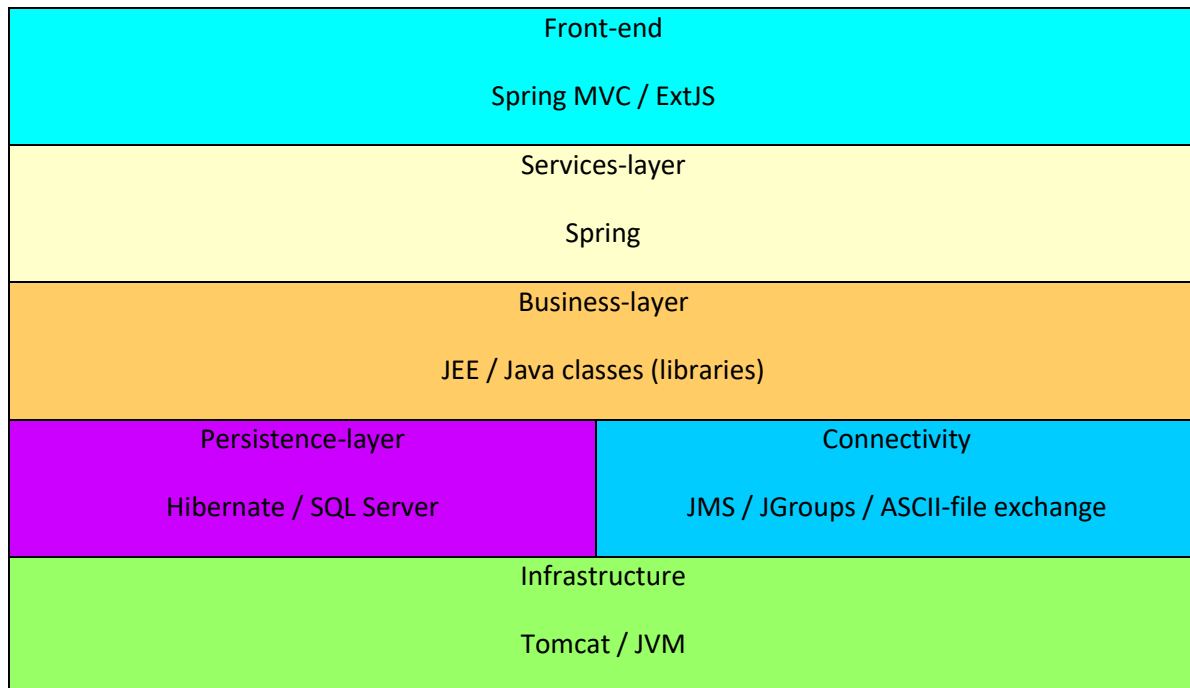 Front-end
Spring MVC / ExtJS
Services-layer
Spring
Business-layer
JEE / Java classes (libraries)
Persistence-layer
Hibernate / SQL Server
Connectivity
JMS / JGroups / ASCII-file exchange
Infrastructure
Tomcat / JVM